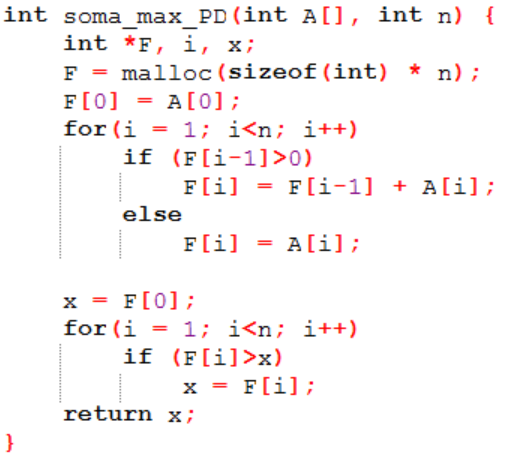 int soma_max_PD(int A[], int n) {
    int *F, i, x;
    F = malloc(sizeof(int) * n);
    F[0] = A[0];
    for(i = 1; i<n; i++)
        if (F[i-1]>0)
            F[i] = F[i-1] + A[i];
        else
            F[i] = A[i];

    x = F[0];
    for(i = 1; i<n; i++)
        if (F[i]>x)
            x = F[i];
    return x;
}